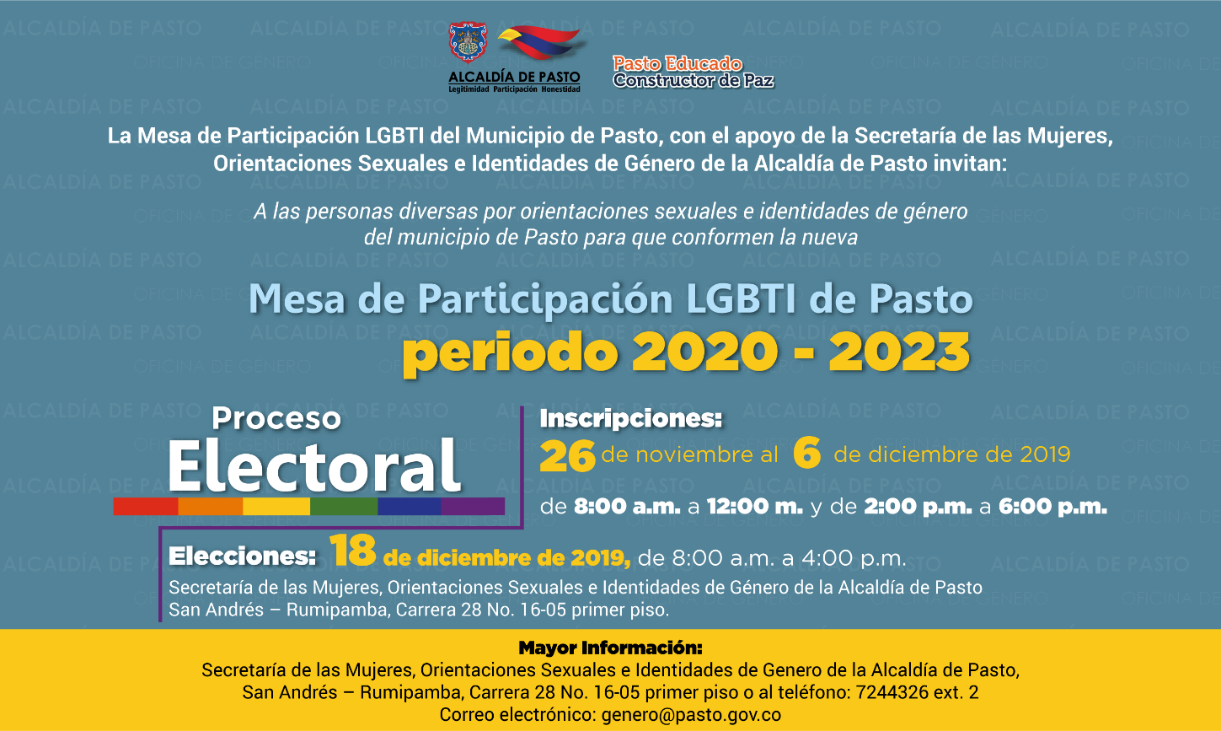 ALCALDÍA DE PASTO
Legitimidad Participación Honestidad
Pasto Educado
Constructor de Paz
La Mesa de Participación LGBTI del Municipio de Pasto, con el apoyo de la Secretaría de las Mujeres,
Orientaciones Sexuales e Identidades de Género de la Alcaldía de Pasto invitan:
A las personas diversas por orientaciones sexuales e identidades de género
del municipio de Pasto para que conformen la nueva
Mesa de Participación LGBTI de Pasto
periodo 2020 - 2023
Proceso
Electoral
Inscripciones:
26 de noviembre al 6 de diciembre de 2019
de 8:00 a.m. a 12:00 m. y de 2:00 p.m. a 6:00 p.m.
Elecciones: 18 de diciembre de 2019, de 8:00 a.m. a 4:00 p.m.
Secretaría de las Mujeres, Orientaciones Sexuales e Identidades de Género de la Alcaldía de Pasto
San Andrés – Rumipamba, Carrera 28 No. 16-05 primer piso.
Mayor Información:
Secretaría de las Mujeres, Orientaciones Sexuales e Identidades de Genero de la Alcaldía de Pasto,
San Andrés – Rumipamba, Carrera 28 No. 16-05 primer piso o al teléfono: 7244326 ext. 2
Correo electrónico: genero@pasto.gov.co